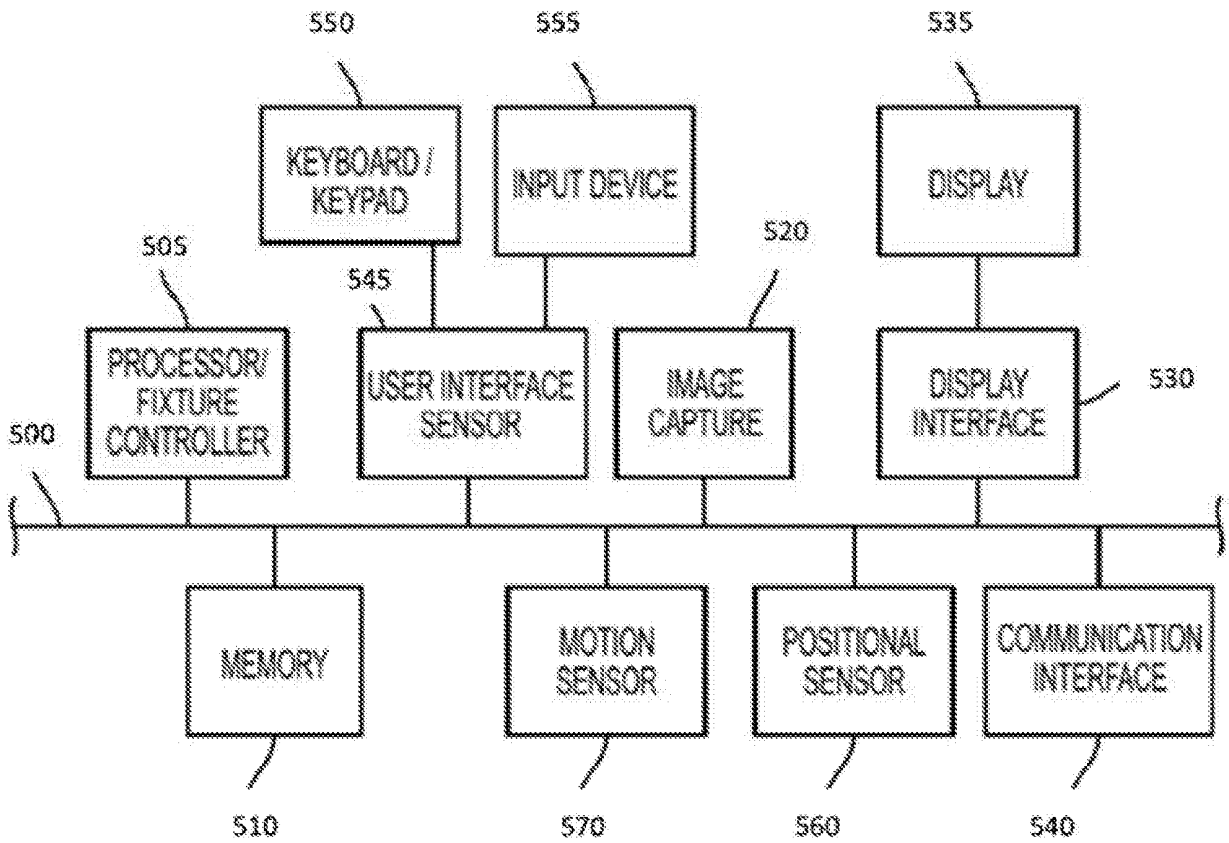 550
555
535
KEYBOARD /
KEYPAD
INPUT DEVICE
DISPLAY
505
545
520
PROCESSOR/
FIXTURE
CONTROLLER
USER INTERFACE
SENSOR
IMAGE
CAPTURE
DISPLAY
INTERFACE
530
500
MEMORY
MOTION
SENSOR
POSITIONAL
SENSOR
COMMUNICATION
INTERFACE
510
570
560
540